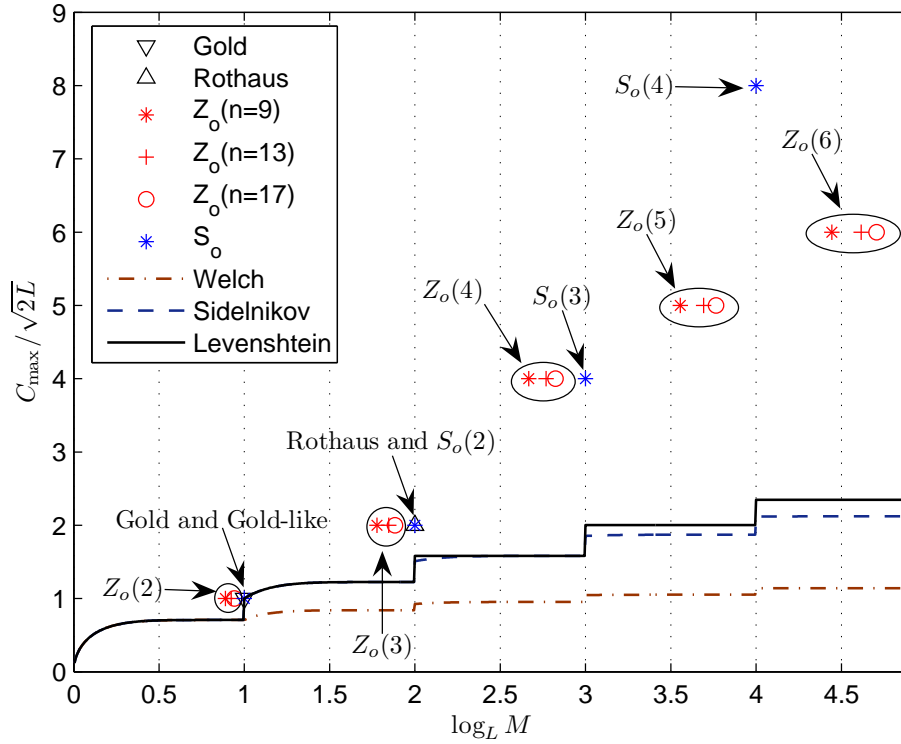 9
8
7
6
5
4
3
2
1
0
C_max/√2L
Gold
Rothaus
Z_o(n=9)
Z_o(n=13)
Z_o(n=17)
S_o
Welch
Sidelnikov
Levenshtein
S_o(4)
Z_o(6)
Z_o(5)
Z_o(4)
S_o(3)
Rothaus and S_o(2)
Gold and Gold-like
Z_o(2)
Z_o(3)
0 0.5 1 1.5 2 2.5 3 3.5 4 4.5
log_L M